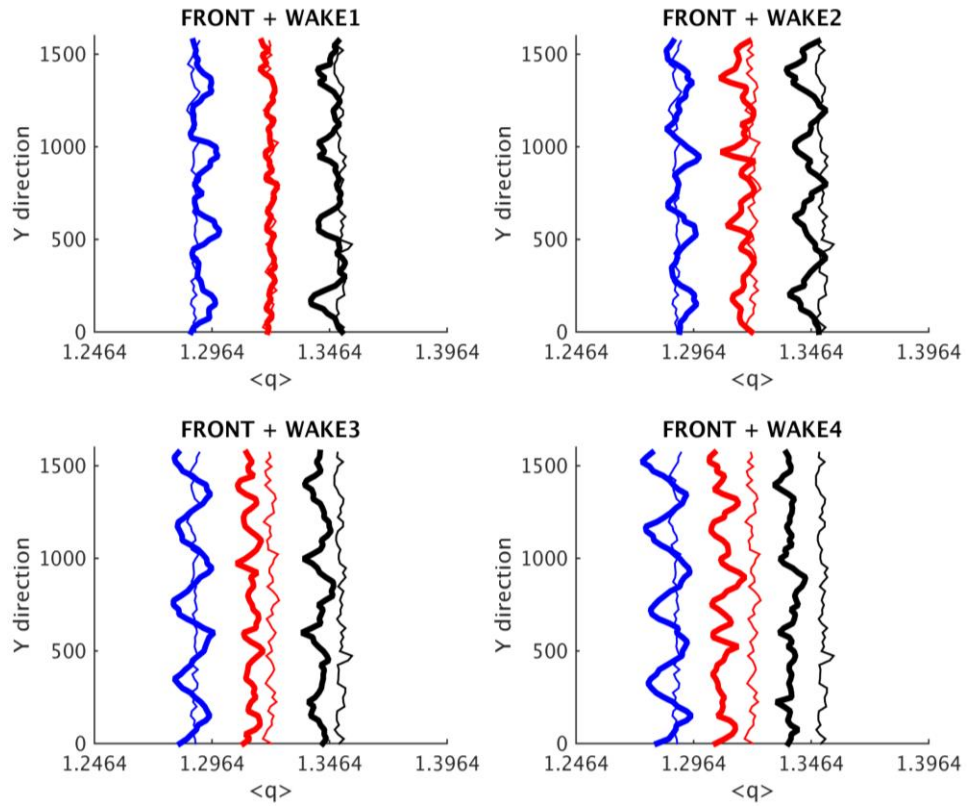 FRONT + WAKE1
1500
1000
500
0
Y direction
1.2464
1.2964
1.3464
1.3964
<q>
FRONT + WAKE2
1500
1000
500
0
Y direction
1.2464
1.2964
1.3464
1.3964
<q>
FRONT + WAKE3
1500
1000
500
0
Y direction
1.2464
1.2964
1.3464
1.3964
<q>
FRONT + WAKE4
1500
1000
500
0
Y direction
1.2464
1.2964
1.3464
1.3964
<q>